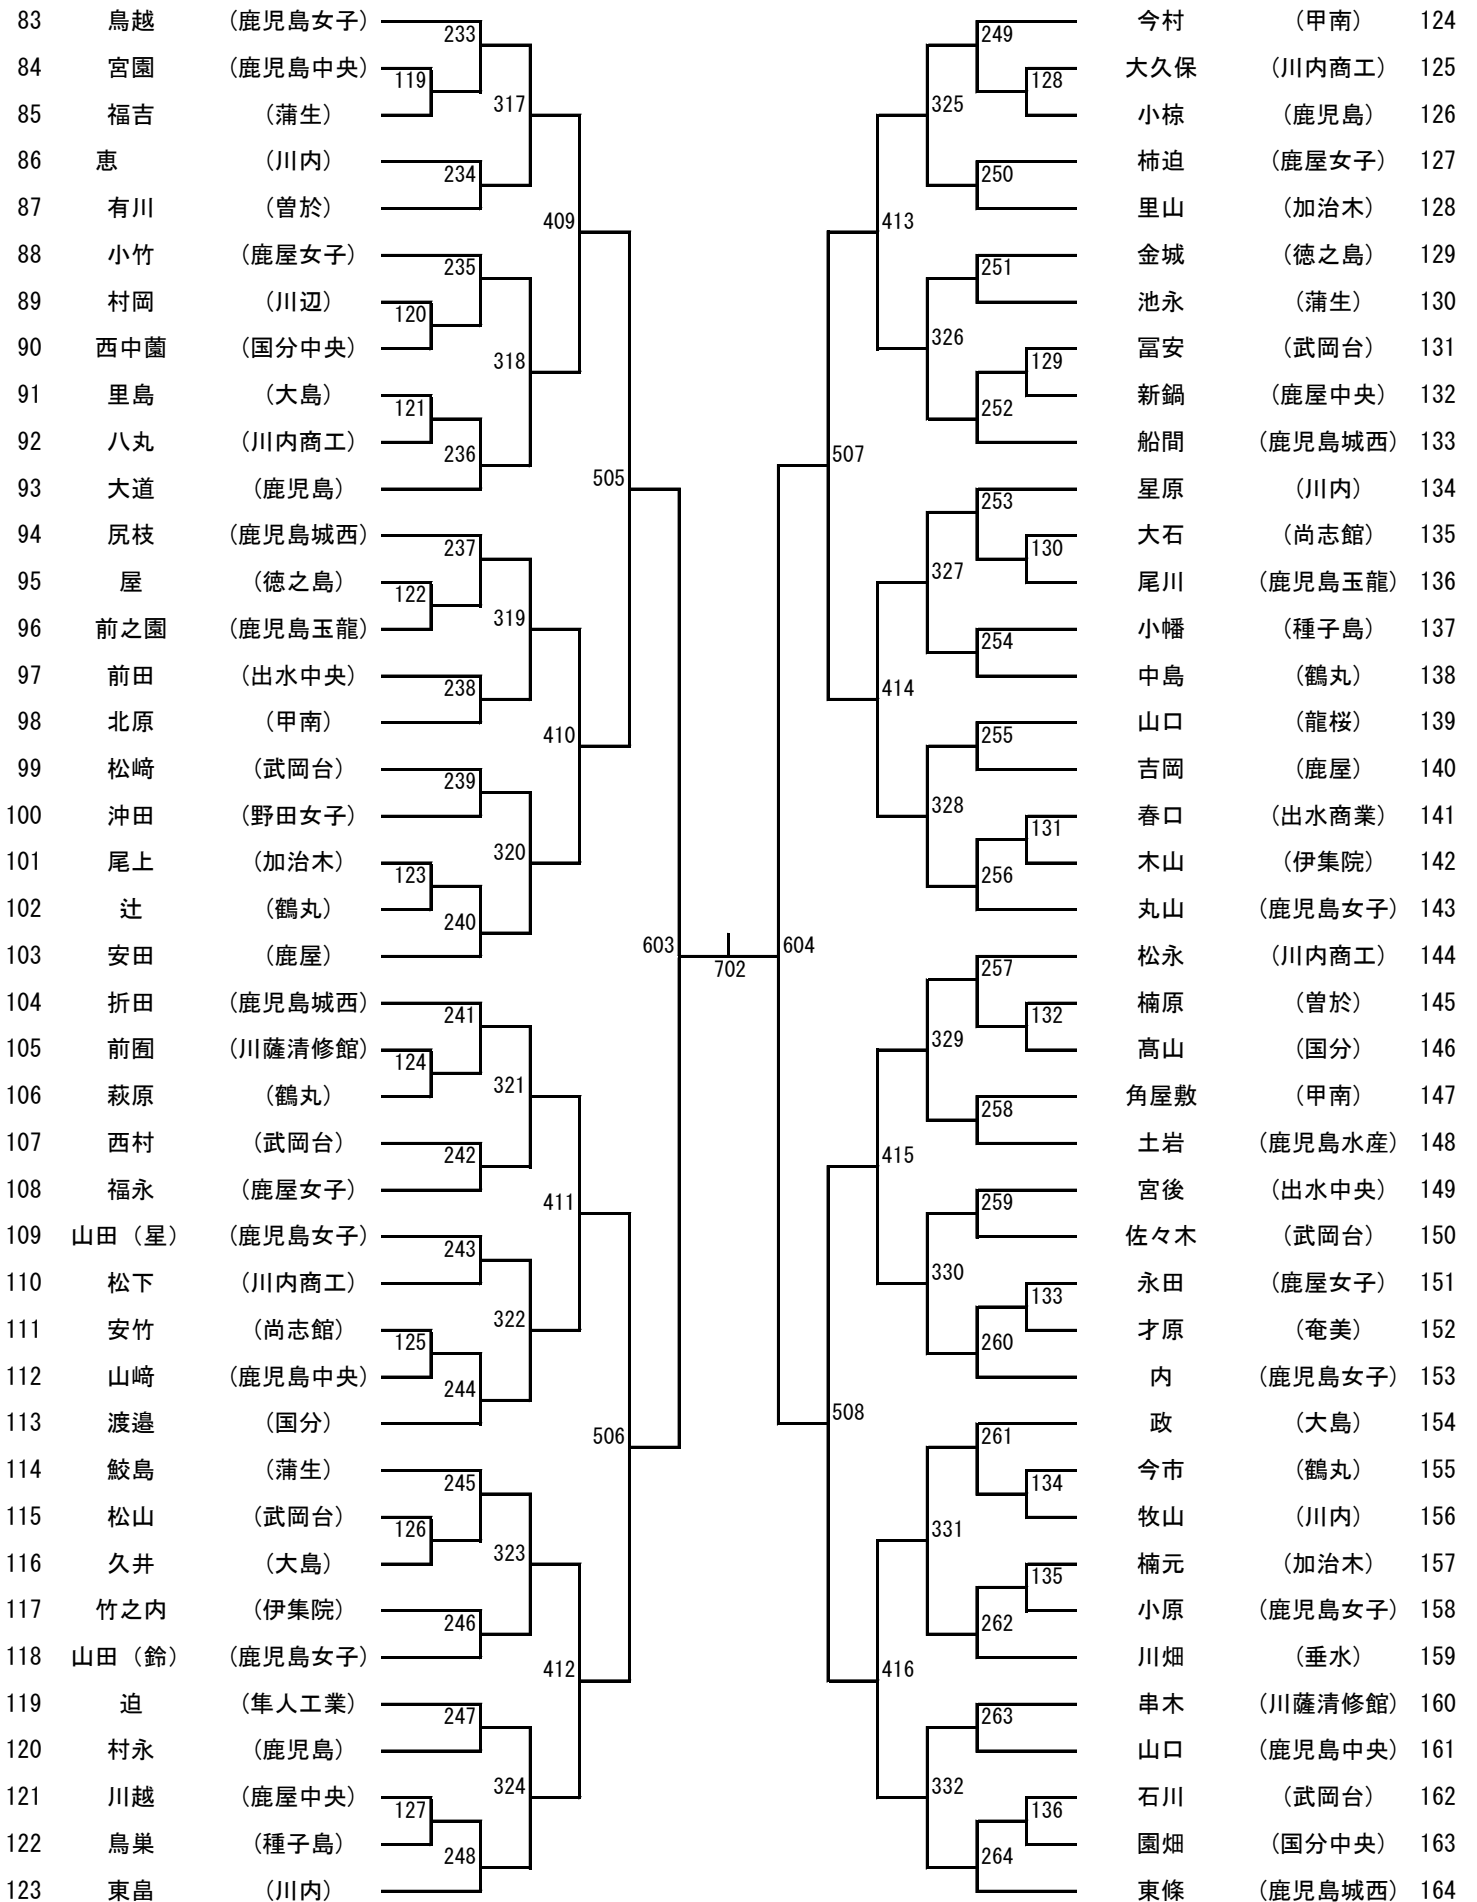 83 鳥越 (鹿児島女子)
84 宮園 (鹿児島中央)
85 福吉 (蒲生)
86 恵 (川内)
87 有川 (曽於)
88 小竹 (鹿屋女子)
89 村岡 (川辺)
90 西中薗 (国分中央)
91 里島 (大島)
92 八丸 (川内商工)
93 大道 (鹿児島)
94 尻枝 (鹿児島城西)
95 屋 (徳之島)
96 前之園 (鹿児島玉龍)
97 前田 (出水中央)
98 北原 (甲南)
99 松﨑 (武岡台)
100 沖田 (野田女子)
101 尾上 (加治木)
102 辻 (鶴丸)
103 安田 (鹿屋)
104 折田 (鹿児島城西)
105 前囿 (川薩清修館)
106 萩原 (鶴丸)
107 西村 (武岡台)
108 福永 (鹿屋女子)
109 山田(星) (鹿児島女子)
110 松下 (川内商工)
111 安竹 (尚志館)
112 山﨑 (鹿児島中央)
113 渡邉 (国分)
114 鮫島 (蒲生)
115 松山 (武岡台)
116 久井 (大島)
117 竹之内 (伊集院)
118 山田(鈴) (鹿児島女子)
119 迫 (隼人工業)
120 村永 (鹿児島)
121 川越 (鹿屋中央)
122 鳥巣 (種子島)
123 東畠 (川内)
119
120
121
122
123
124
125
126
127
233
234
235
236
237
238
239
240
241
242
243
244
245
246
247
248
317
318
319
320
321
322
323
324
409
410
411
412
505
506
603
702
604
507
508
413
414
415
416
325
326
327
328
329
330
331
332
249
250
251
252
253
254
255
256
257
258
259
260
261
262
263
264
128
129
130
131
132
133
134
135
136
今村 (甲南) 124
大久保 (川内商工) 125
小椋 (鹿児島) 126
柿迫 (鹿屋女子) 127
里山 (加治木) 128
金城 (徳之島) 129
池永 (蒲生) 130
冨安 (武岡台) 131
新鍋 (鹿屋中央) 132
船間 (鹿児島城西) 133
星原 (川内) 134
大石 (尚志館) 135
尾川 (鹿児島玉龍) 136
小幡 (種子島) 137
中島 (鶴丸) 138
山口 (龍桜) 139
吉岡 (鹿屋) 140
春口 (出水商業) 141
木山 (伊集院) 142
丸山 (鹿児島女子) 143
松永 (川内商工) 144
楠原 (曽於) 145
髙山 (国分) 146
角屋敷 (甲南) 147
土岩 (鹿児島水産) 148
宮後 (出水中央) 149
佐々木 (武岡台) 150
永田 (鹿屋女子) 151
才原 (奄美) 152
内 (鹿児島女子) 153
政 (大島) 154
今市 (鶴丸) 155
牧山 (川内) 156
楠元 (加治木) 157
小原 (鹿児島女子) 158
川畑 (垂水) 159
串木 (川薩清修館) 160
山口 (鹿児島中央) 161
石川 (武岡台) 162
園畑 (国分中央) 163
東條 (鹿児島城西) 164